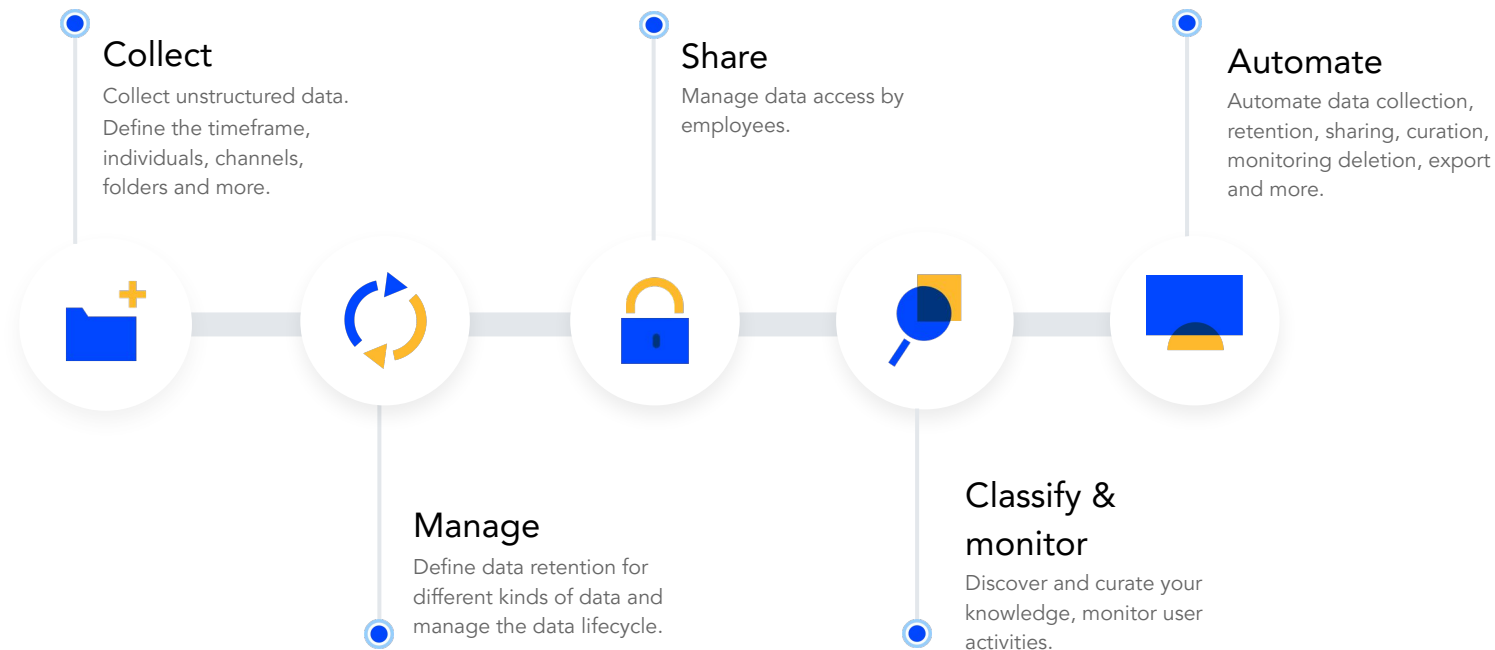 Collect
Collect unstructured data.
Define the timeframe,
individuals, channels,
folders and more.
Manage
Define data retention for
different kinds of data and
manage the data lifecycle.
Share
Manage data access by
employees.
Classify &
monitor
Discover and curate your
knowledge, monitor user
activities.
Automate
Automate data collection,
retention, sharing, curation,
monitoring deletion, export
and more.